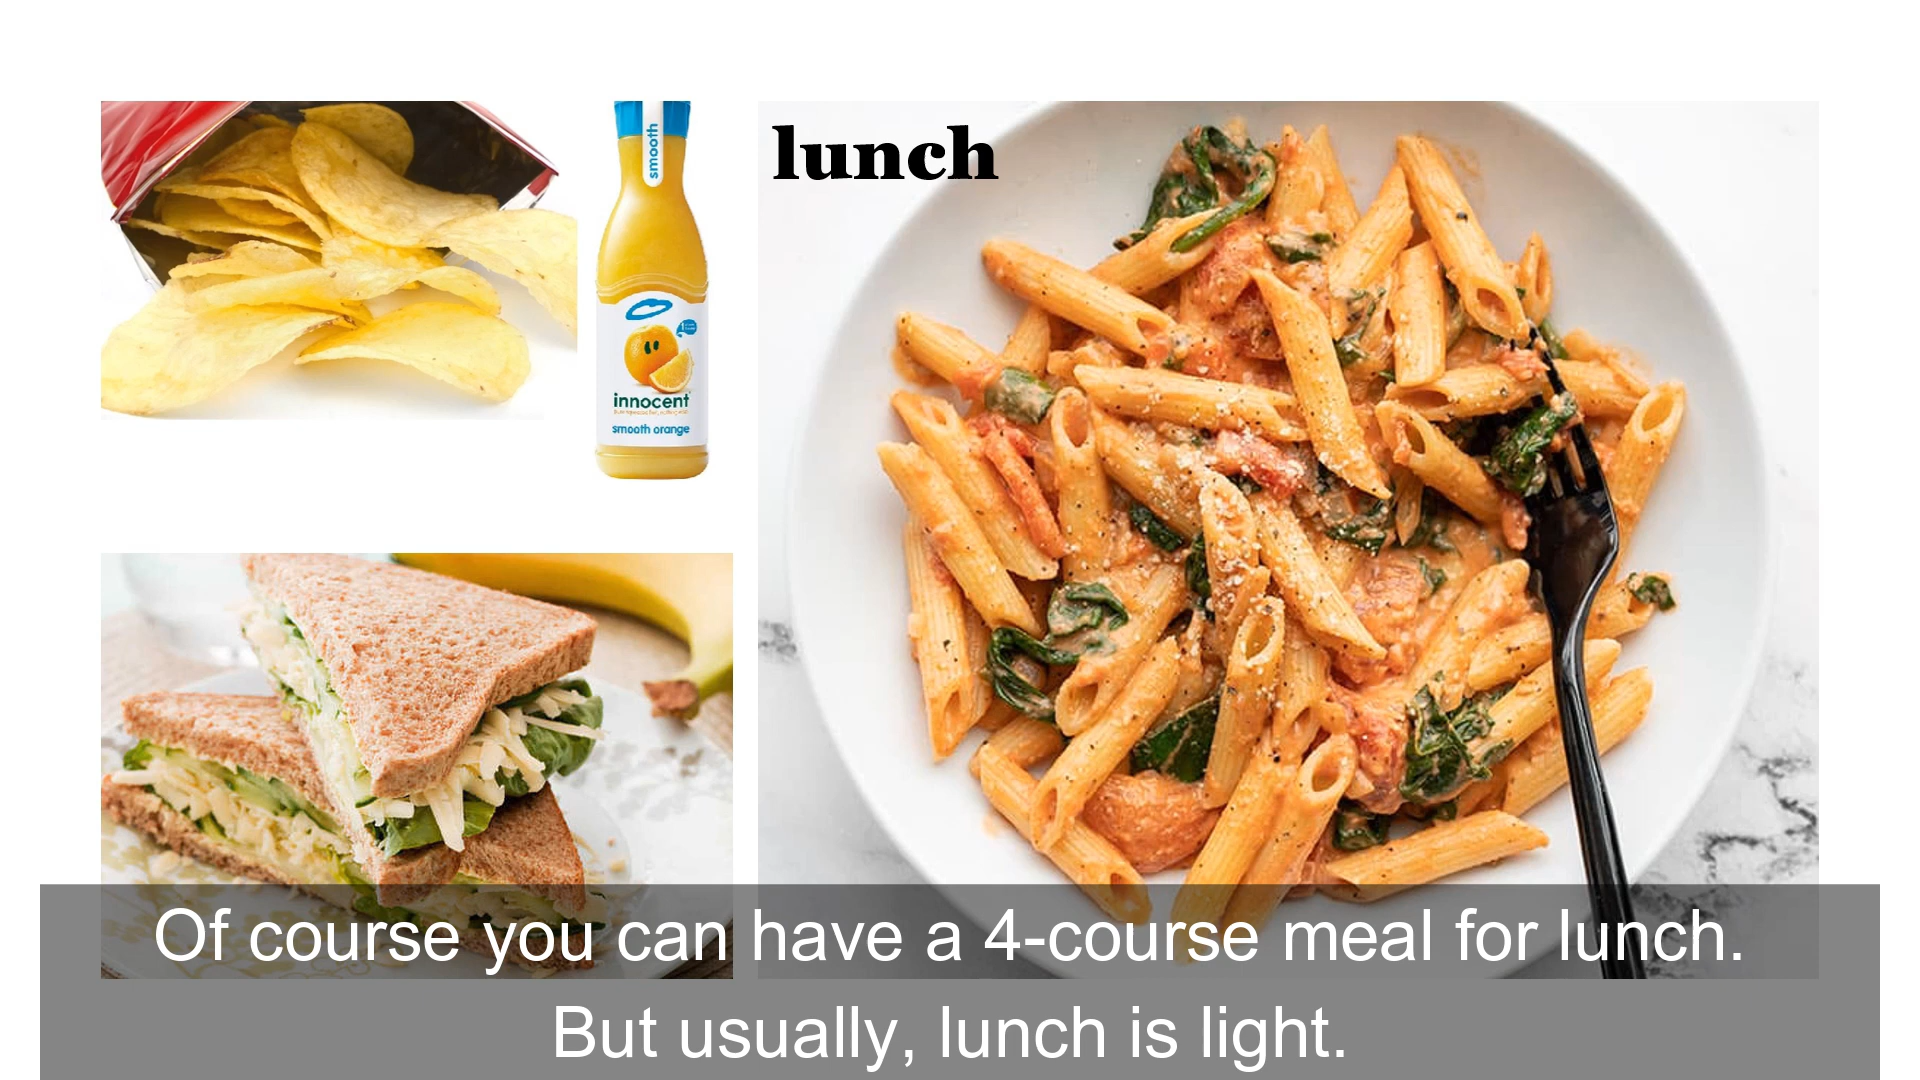 lunch
smooth
innocent
smooth orange
Of course you can have a 4-course meal for lunch.
But usually, lunch is light.